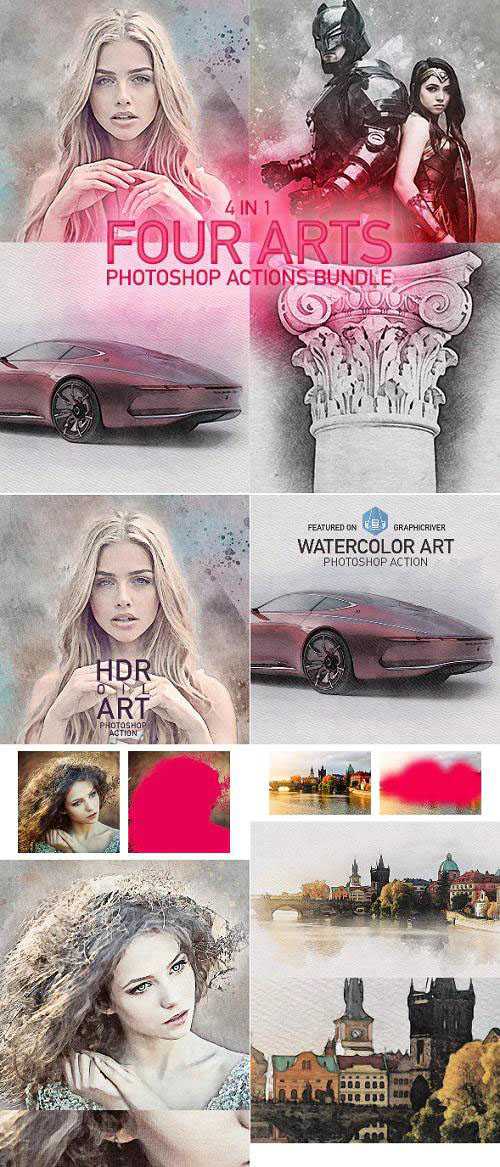 4 IN 1
FOUR ARTS
PHOTOSHOP ACTIONS BUNDLE
FEATURED ON GRAPHICRIVER
WATERCOLOR ART
PHOTOSHOP ACTION
HDR
OIL
ART
PHOTOSHOP
ACTION